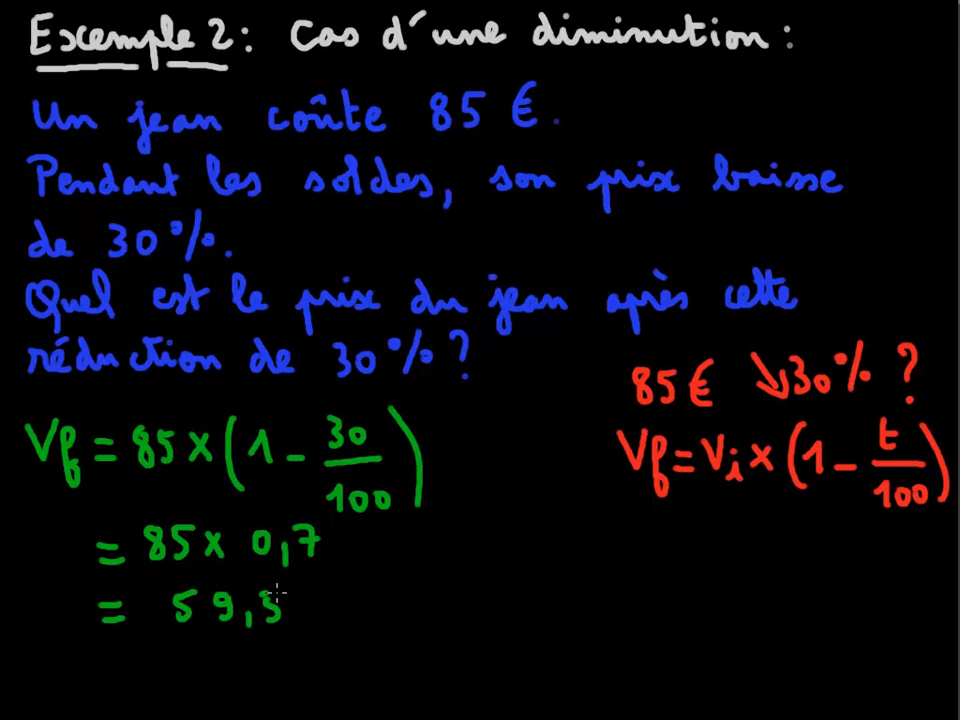 Exemple 2 : Cas d'une diminution :
Un jean coûte 85 €.
Pendant les soldes, son prix baisse
de 30 %.
Quel est le prix du jean après cette
réduction de 30 % ?
85 € ↘ 30 % ?
Vf = Vi × (1 - t/100)
Vf = 85 × (1 - 30/100)
= 85 × 0,7
= 59,5